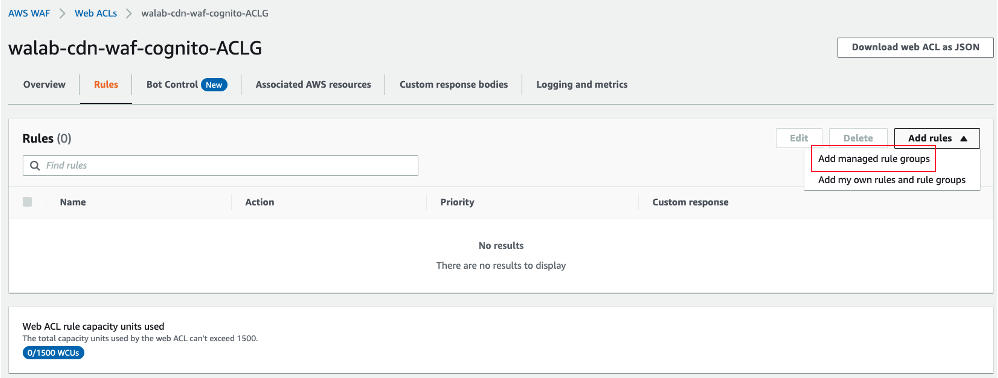 AWS WAF > Web ACLs > walab-cdn-waf-cognito-ACLG
walab-cdn-waf-cognito-ACLG
Download web ACL as JSON
Overview Rules Bot Control New Associated AWS resources Custom response bodies Logging and metrics
Rules (0)
Edit Delete Add rules
Find rules
Add managed rule groups
Add my own rules and rule groups
Name Action Priority Custom response
No results
There are no results to display
Web ACL rule capacity units used
The total capacity units used by the web ACL can't exceed 1500.
0/1500 WCUs